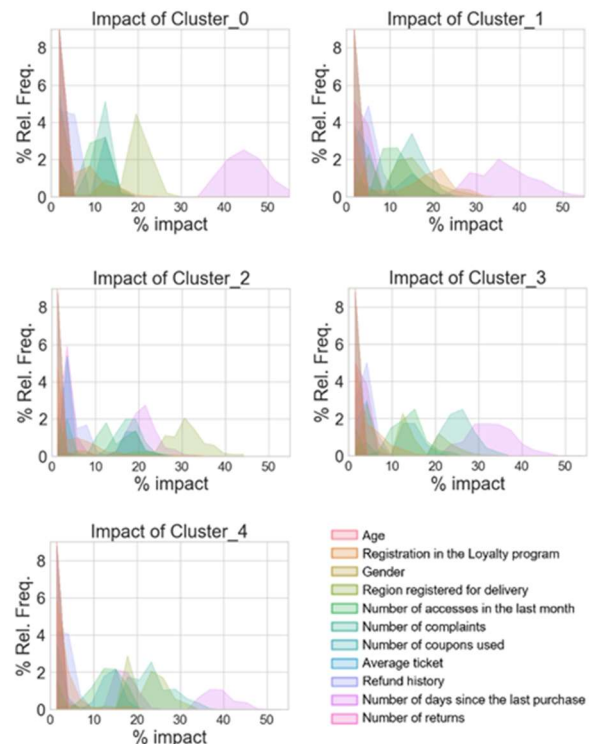 Impact of Cluster_0
8
6
4
2
0
% Rel. Freq.
0 10 20 30 40 50
% impact
Impact of Cluster_1
8
6
4
2
0
% Rel. Freq.
0 10 20 30 40 50
% impact
Impact of Cluster_2
8
6
4
2
0
% Rel. Freq.
0 10 20 30 40 50
% impact
Impact of Cluster_3
8
6
4
2
0
% Rel. Freq.
0 10 20 30 40 50
% impact
Impact of Cluster_4
8
6
4
2
0
% Rel. Freq.
0 10 20 30 40 50
% impact
Age
Registration in the Loyalty program
Gender
Region registered for delivery
Number of accesses in the last month
Number of complaints
Number of coupons used
Average ticket
Refund history
Number of days since the last purchase
Number of returns